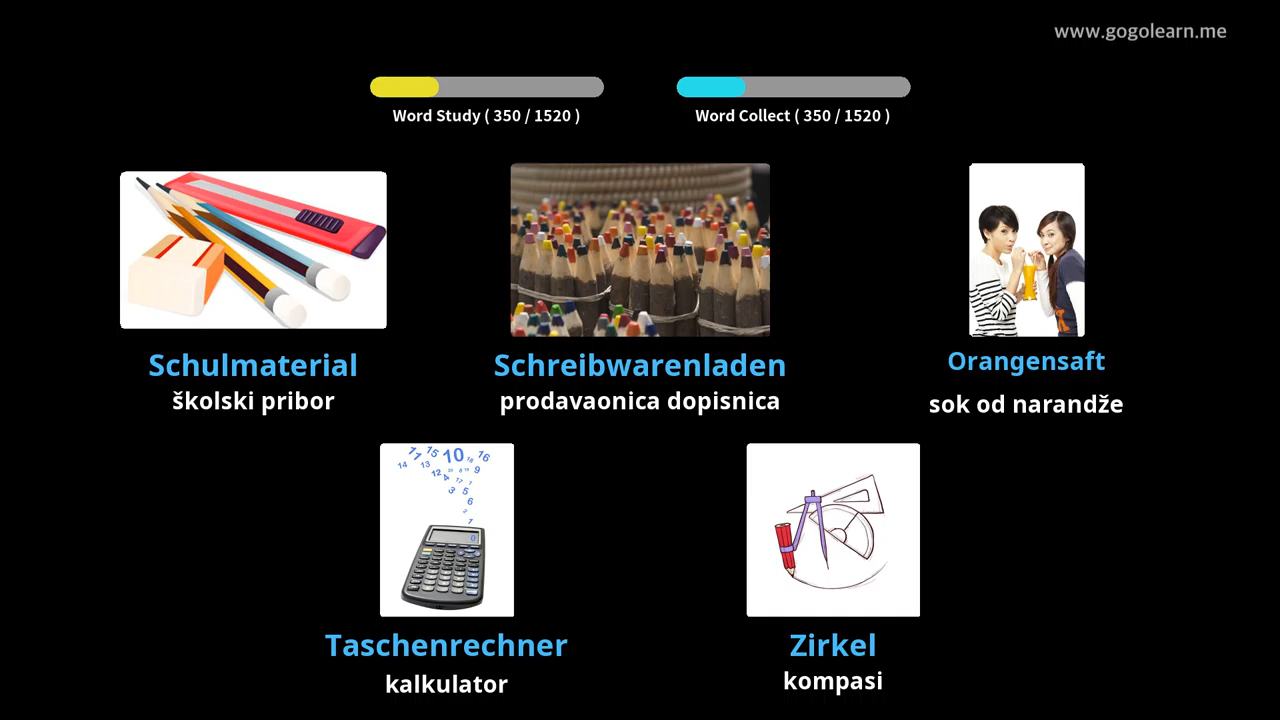 www.gogolearn.me
Word Study ( 350 / 1520 )
Word Collect ( 350 / 1520 )
Schulmaterial
školski pribor
Schreibwarenladen
prodavaonica dopisnica
Orangensaft
sok od narandže
Taschenrechner
kalkulator
Zirkel
kompasi